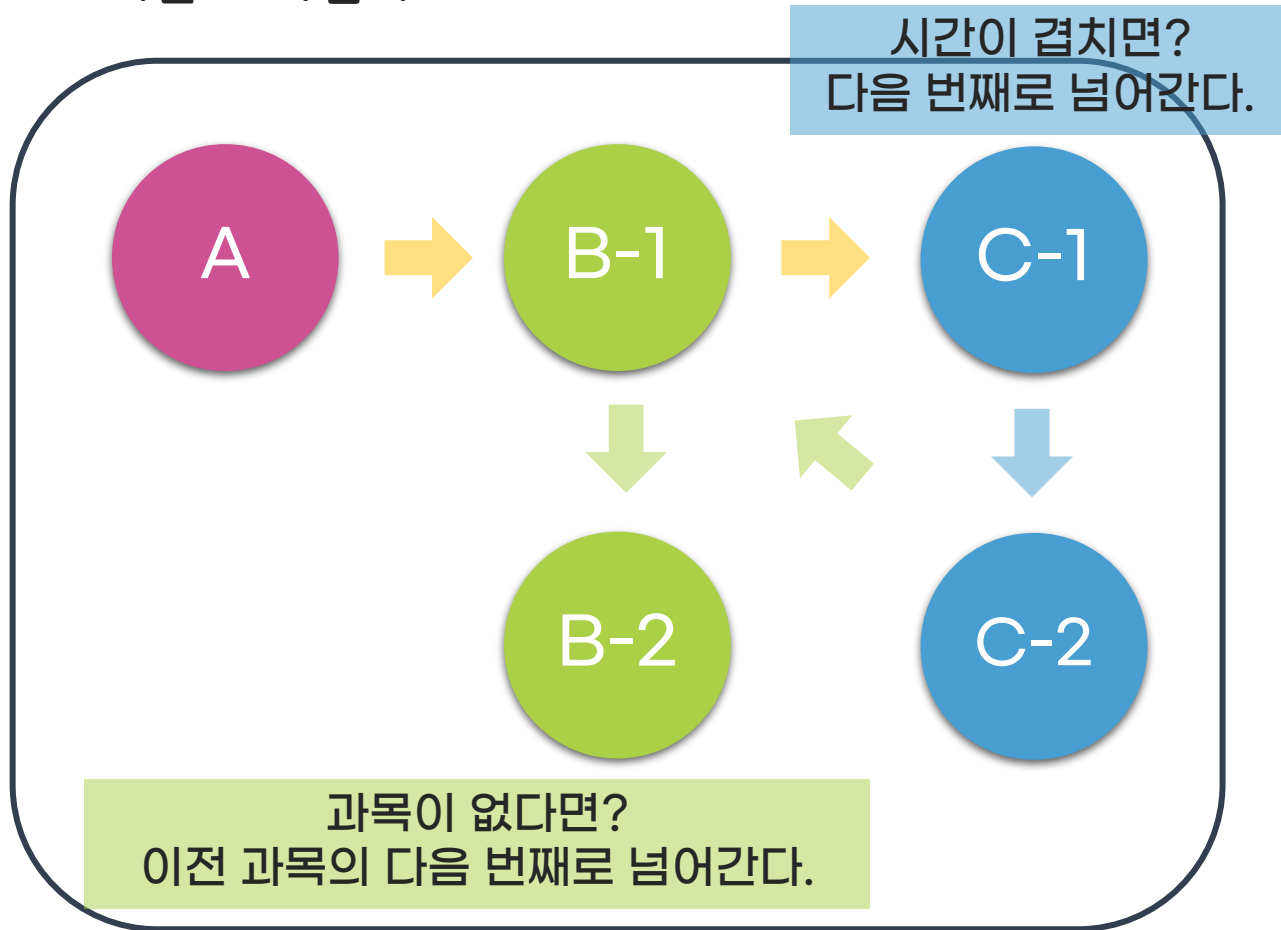 시간이 겹치면?
다음 번째로 넘어간다.
A
B-1
C-1
B-2
C-2
과목이 없다면?
이전 과목의 다음 번째로 넘어간다.